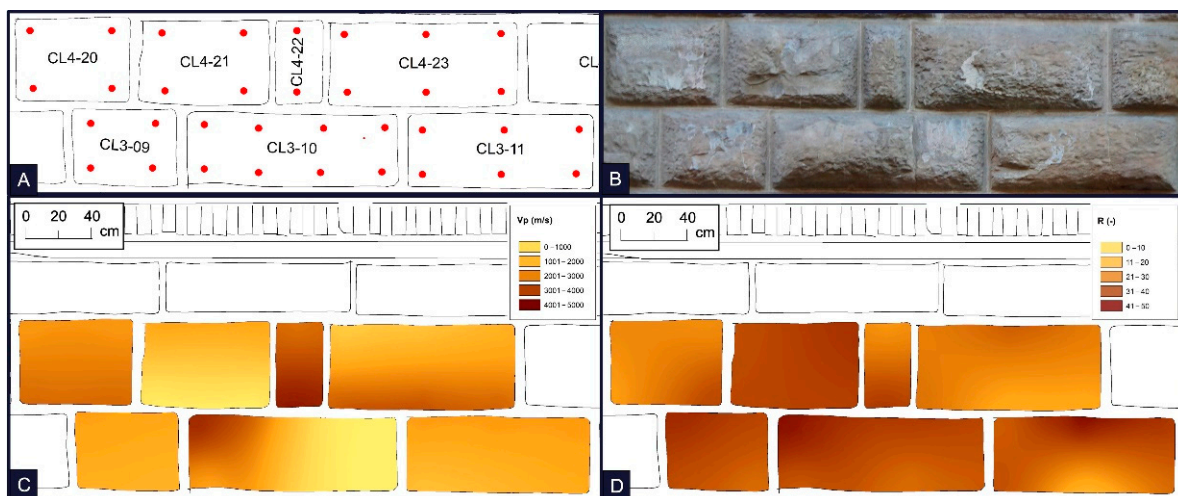 CL4-20
CL4-21
CL4-22
CL4-23
CL
CL3-09
CL3-10
CL3-11
A
B
0 20 40
cm
Vp (m/s)
0–1000
1001–2000
2001–3000
3001–4000
4001–5000
C
0 20 40
cm
R (-)
0–10
11–20
21–30
31–40
41–50
D